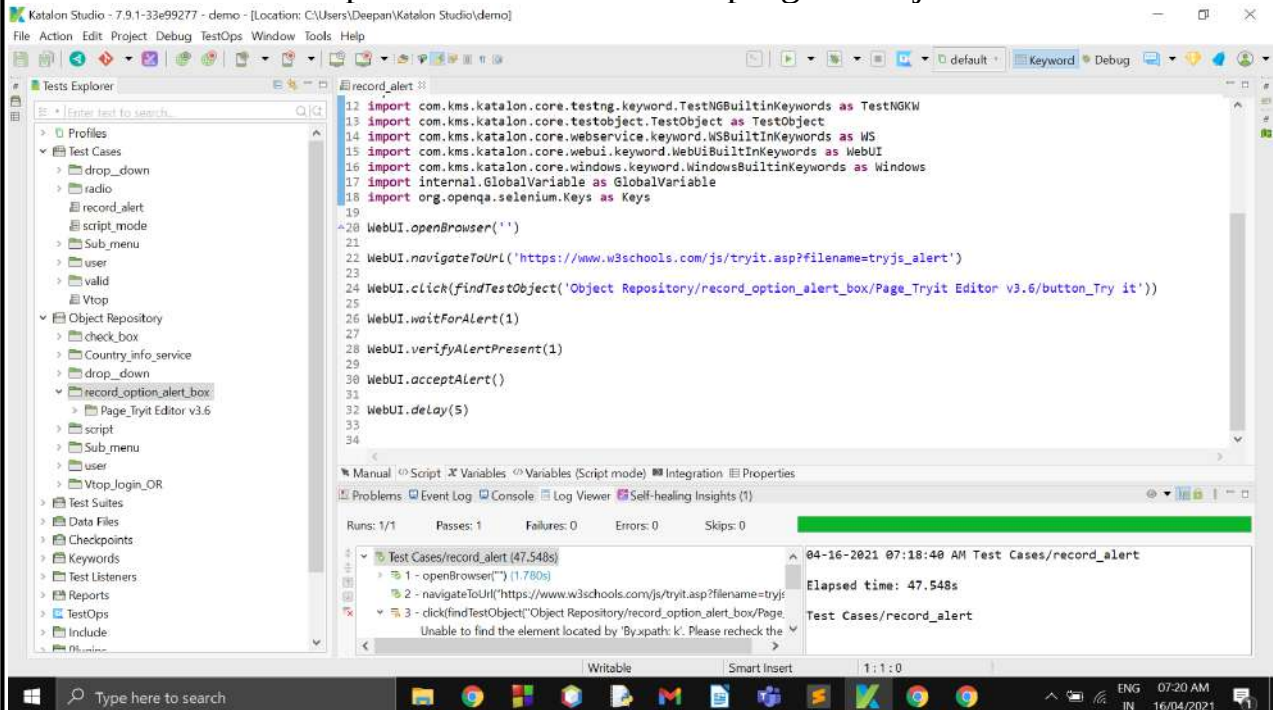 Katalon Studio - 7.9.1-33e99277 - demo - [Location: C:\Users\Deepan\Katalon Studio\demo]
File Action Edit Project Debug TestOps Window Tools Help
default
Keyword
Debug
Tests Explorer
Enter text to search...
Profiles
Test Cases
drop__down
radio
record_alert
script_mode
Sub_menu
user
valid
Vtop
Object Repository
check_box
Country_info_service
drop__down
record_option_alert_box
Page_Tryit Editor v3.6
script
Sub_menu
user
Vtop_login_OR
Test Suites
Data Files
Checkpoints
Keywords
Test Listeners
Reports
TestOps
Include
Plugins
record_alert
12 import com.kms.katalon.core.testng.keyword.TestNGBuiltinKeywords as TestNGKW
13 import com.kms.katalon.core.testobject.TestObject as TestObject
14 import com.kms.katalon.core.webservice.keyword.WSBuiltInKeywords as WS
15 import com.kms.katalon.core.webui.keyword.WebUiBuiltInKeywords as WebUI
16 import com.kms.katalon.core.windows.keyword.WindowsBuiltinKeywords as Windows
17 import internal.GlobalVariable as GlobalVariable
18 import org.openqa.selenium.Keys as Keys
19
20 WebUI.openBrowser('')
21
22 WebUI.navigateToUrl('https://www.w3schools.com/js/tryit.asp?filename=tryjs_alert')
23
24 WebUI.click(findTestObject('Object Repository/record_option_alert_box/Page_Tryit Editor v3.6/button_Try it'))
25
26 WebUI.waitForAlert(1)
27
28 WebUI.verifyAlertPresent(1)
29
30 WebUI.acceptAlert()
31
32 WebUI.delay(5)
33
34
Manual Script Variables Variables (Script mode) Integration Properties
Problems Event Log Console Log Viewer Self-healing Insights (1)
Runs: 1/1 Passes: 1 Failures: 0 Errors: 0 Skips: 0
Test Cases/record_alert (47.548s)
1 - openBrowser("") (1.780s)
2 - navigateToUrl("https://www.w3schools.com/js/tryit.asp?filename=tryjs
3 - click(findTestObject("Object Repository/record_option_alert_box/Page_
Unable to find the element located by 'By.xpath: k'. Please recheck the
04-16-2021 07:18:40 AM Test Cases/record_alert
Elapsed time: 47.548s
Test Cases/record_alert
Writable Smart Insert 1:1:0
Type here to search
ENG
IN
07:20 AM
16/04/2021